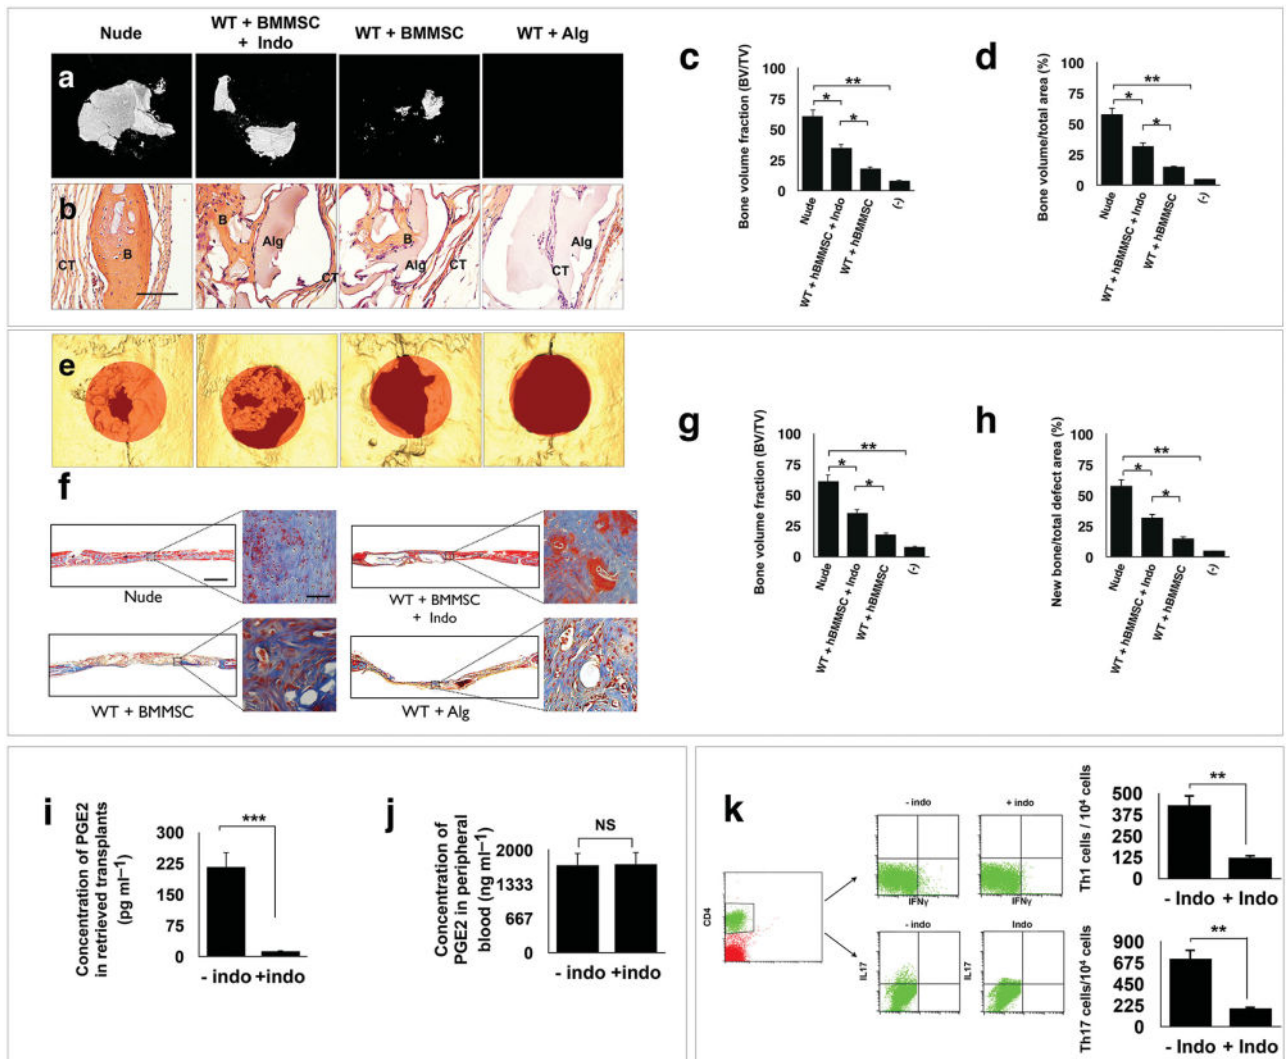 Nude
WT + BMMSC
+ Indo
WT + BMMSC
WT + Alg
a
b
CT
B
B
Alg
CT
B
Alg
CT
CT
Alg
c
Bone volume fraction (BV/TV)
100
75
50
25
0
**
*
*
Nude
WT + hBMMSC + Indo
WT + hBMMSC
(-)
d
Bone volume/total area (%)
100
75
50
25
0
**
*
*
Nude
WT + hBMMSC + Indo
WT + hBMMSC
(-)
e
f
Nude
WT + BMMSC
+ Indo
WT + BMMSC
WT + Alg
g
Bone volume fraction (BV/TV)
100
75
50
25
0
**
*
*
Nude
WT + hBMMSC + Indo
WT + hBMMSC
(-)
h
New bone/total defect area (%)
100
75
50
25
0
**
*
*
Nude
WT + hBMMSC + Indo
WT + hBMMSC
(-)
i
Concentration of PGE2
in retrieved transplants
(pg ml–1)
300
225
150
75
0
***
- indo +indo
j
Concentration of
PGE2 in peripheral
blood (ng ml–1)
2000
1333
667
0
NS
- indo +indo
k
CD4
- indo
+ indo
IFNγ
IFNγ
- indo
Indo
IL17
IL17
Th1 cells / 10⁴ cells
500
375
250
125
0
**
- Indo + Indo
Th17 cells/10⁴ cells
900
675
450
225
0
**
- Indo + Indo